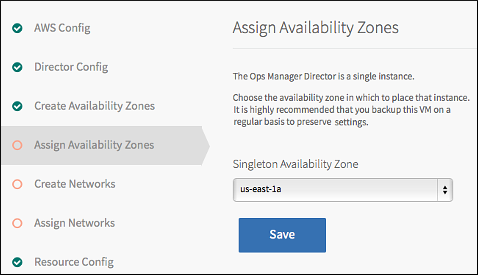 AWS Config
Director Config
Create Availability Zones
Assign Availability Zones
Create Networks
Assign Networks
Resource Config
Assign Availability Zones
The Ops Manager Director is a single instance.
Choose the availability zone in which to place that instance.
It is highly recommended that you backup this VM on a
regular basis to preserve settings.
Singleton Availability Zone
us-east-1a
Save